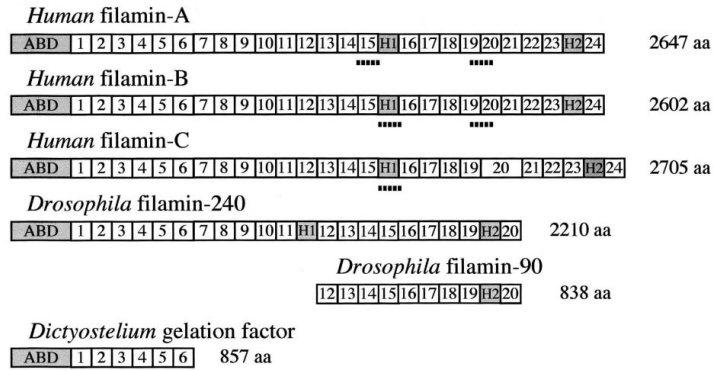 Human filamin-A
ABD 1 2 3 4 5 6 7 8 9 10 11 12 13 14 15 H1 16 17 18 19 20 21 22 23 H2 24 2647 aa
Human filamin-B
ABD 1 2 3 4 5 6 7 8 9 10 11 12 13 14 15 H1 16 17 18 19 20 21 22 23 H2 24 2602 aa
Human filamin-C
ABD 1 2 3 4 5 6 7 8 9 10 11 12 13 14 15 H1 16 17 18 19 20 21 22 23 H2 24 2705 aa
Drosophila filamin-240
ABD 1 2 3 4 5 6 7 8 9 10 11 H1 12 13 14 15 16 17 18 19 H2 20 2210 aa
Drosophila filamin-90
12 13 14 15 16 17 18 19 H2 20 838 aa
Dictyostelium gelation factor
ABD 1 2 3 4 5 6 857 aa